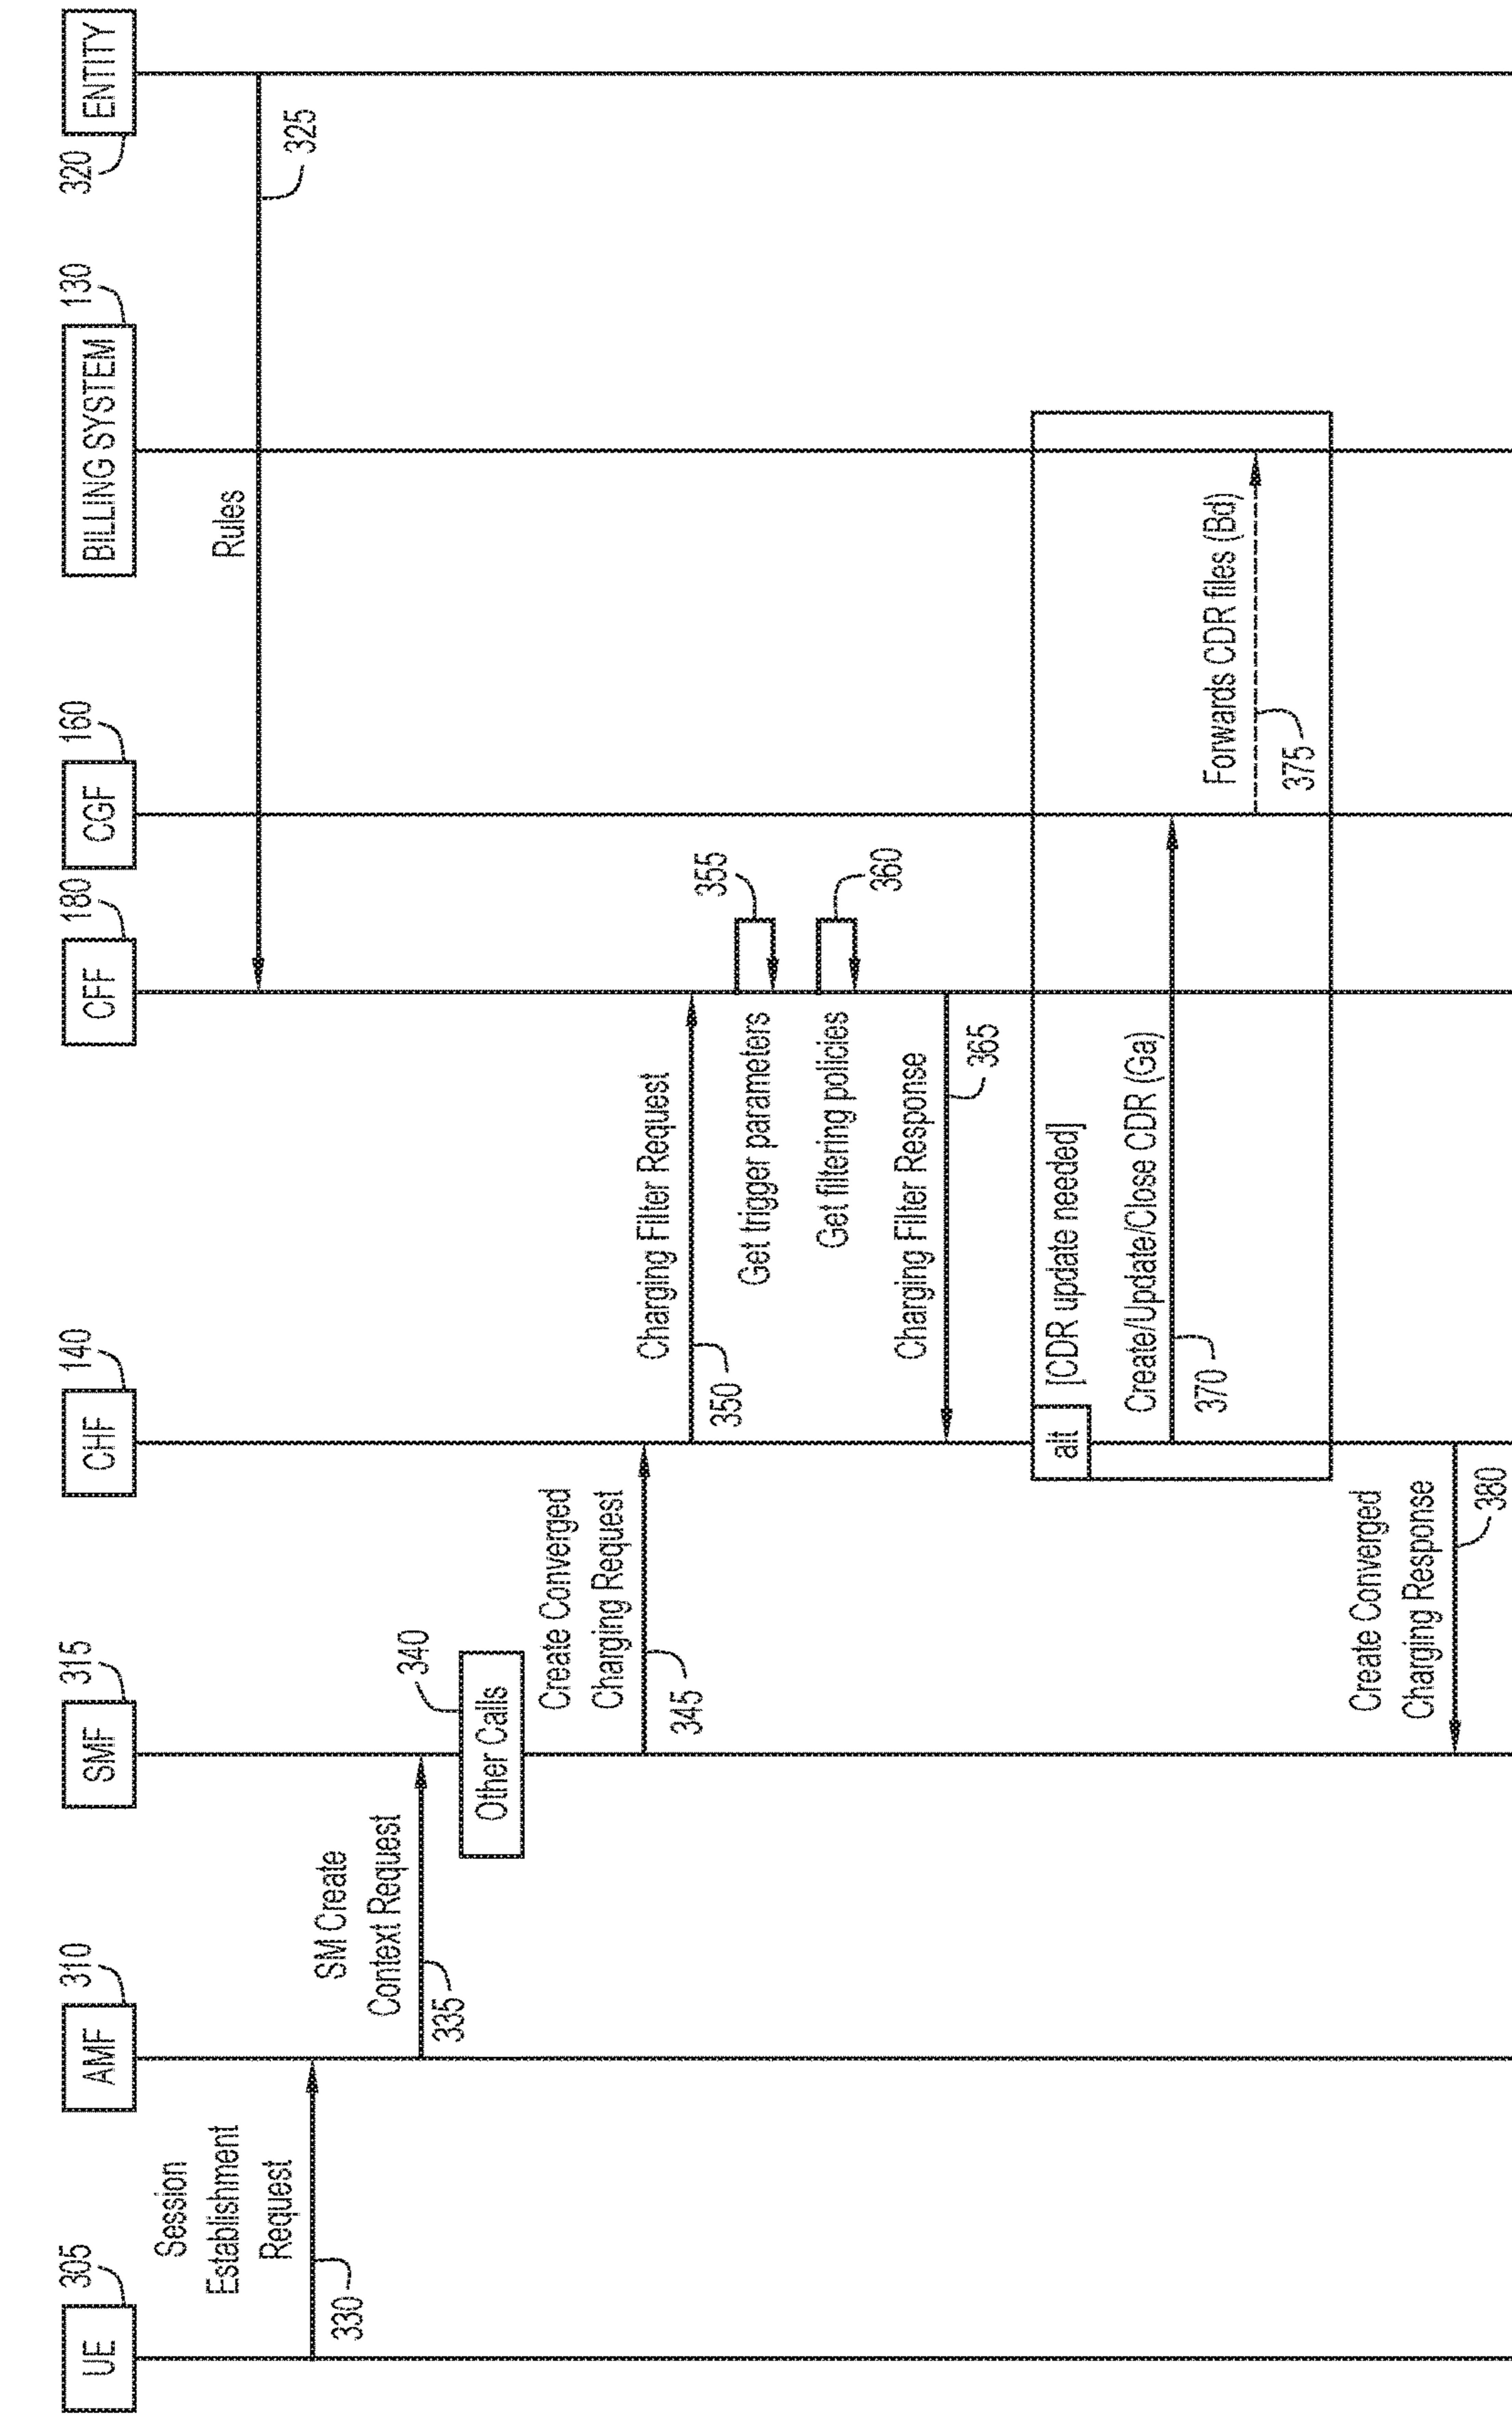 UE
305
AMF
310
SMF
315
CHF
140
CFF
180
CGF
160
BILLING SYSTEM
130
ENTITY
320
Rules
325
Session
Establishment
Request
330
SM Create
Context Request
335
Other Calls
340
Create Converged
Charging Request
345
Charging Filter Request
350
Get trigger parameters
355
Get filtering policies
360
Charging Filter Response
365
alt
[CDR update needed]
Create/Update/Close CDR (Ga)
370
Forwards CDR files (Bd)
375
Create Converged
Charging Response
380